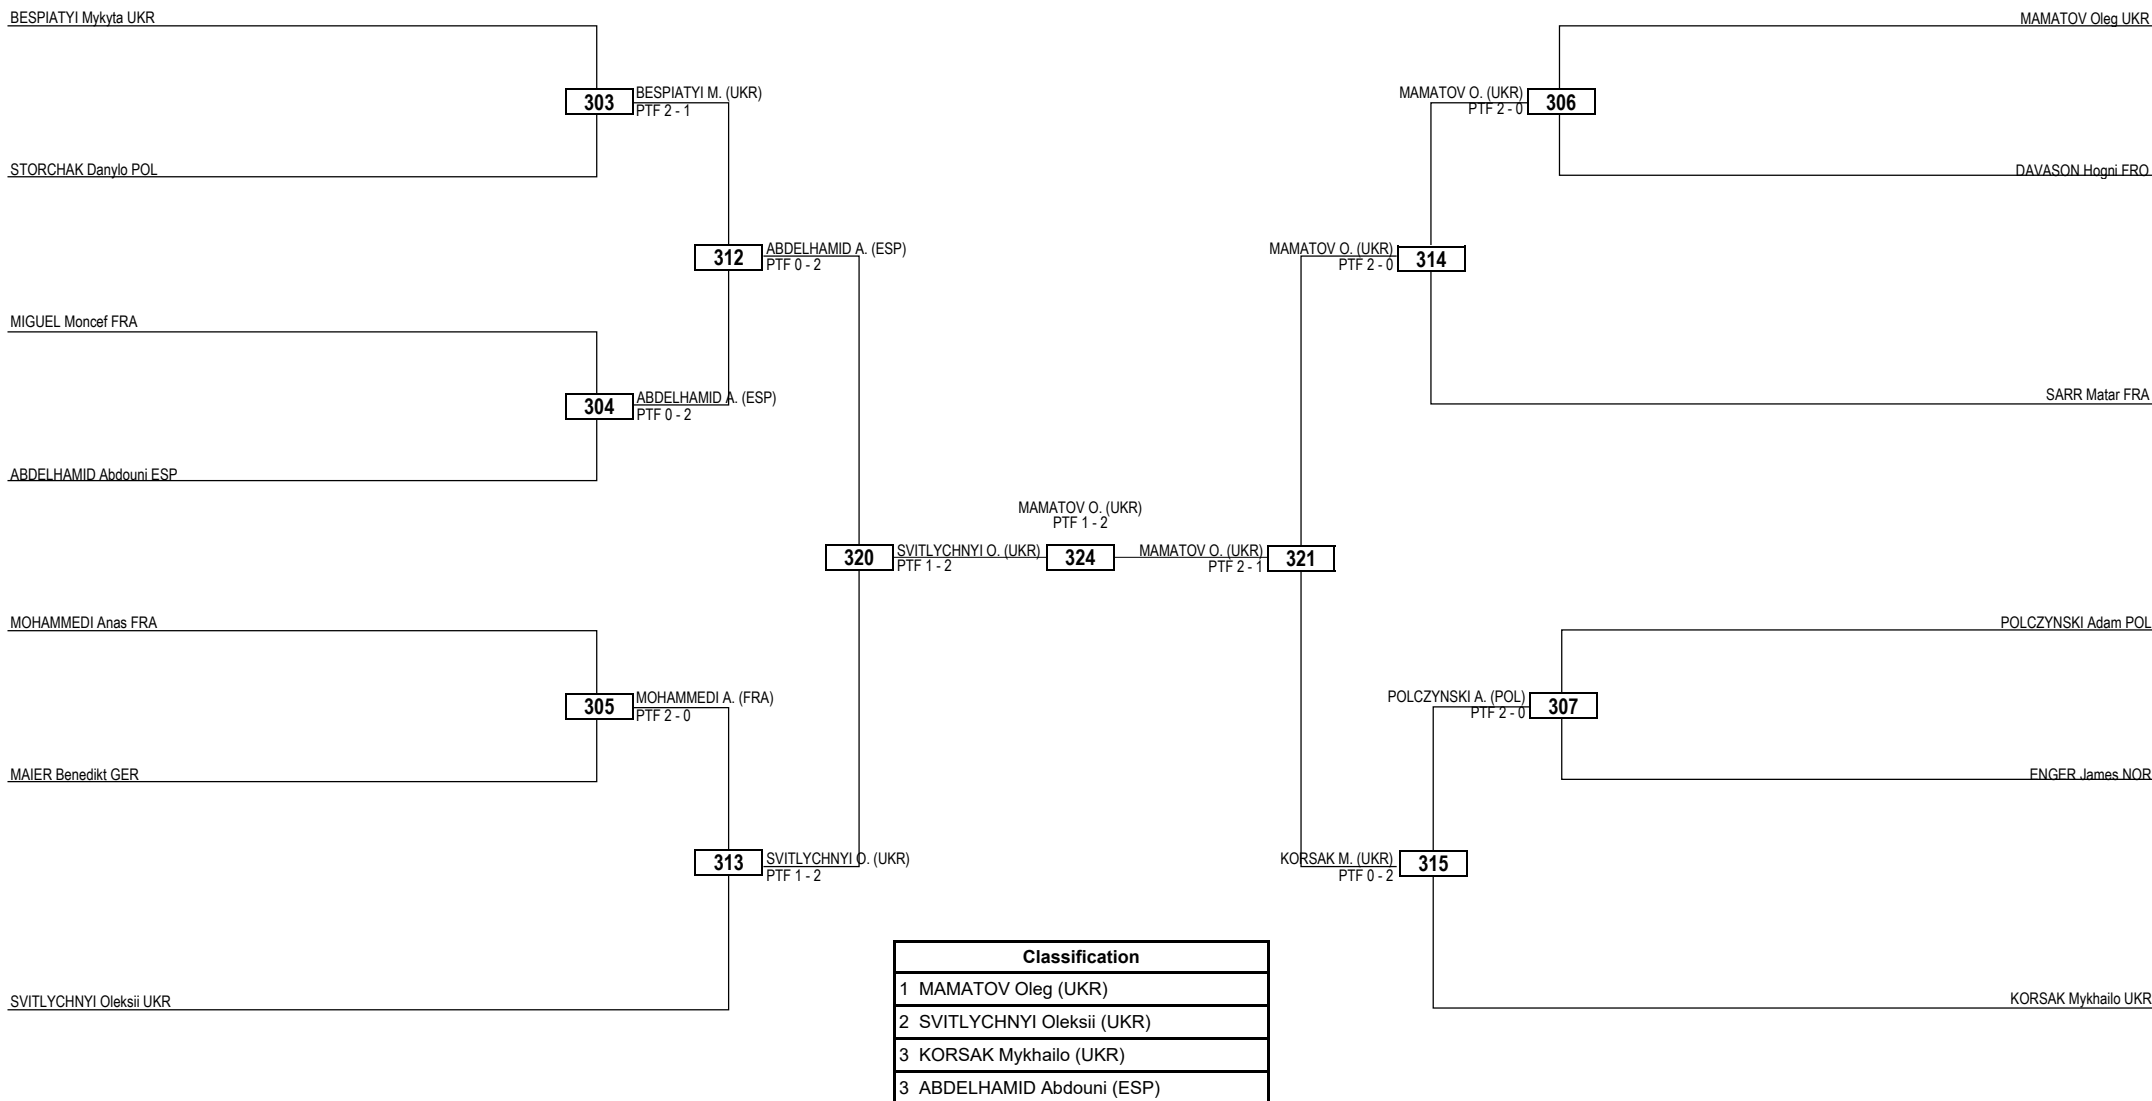 BESPIATYI Mykyta UKR
MAMATOV Oleg UKR
303
BESPIATYI M. (UKR)
PTF 2 - 1
MAMATOV O. (UKR)
PTF 2 - 0
306
STORCHAK Danylo POL
DAVASON Hogni FRO
312
ABDELHAMID A. (ESP)
PTF 0 - 2
MAMATOV O. (UKR)
PTF 2 - 0
314
MIGUEL Moncef FRA
304
ABDELHAMID A. (ESP)
PTF 0 - 2
SARR Matar FRA
ABDELHAMID Abdouni ESP
MAMATOV O. (UKR)
PTF 1 - 2
320
SVITLYCHNYI O. (UKR)
PTF 1 - 2
324
MAMATOV O. (UKR)
PTF 2 - 1
321
MOHAMMEDI Anas FRA
POLCZYNSKI Adam POL
305
MOHAMMEDI A. (FRA)
PTF 2 - 0
POLCZYNSKI A. (POL)
PTF 2 - 0
307
MAIER Benedikt GER
ENGER James NOR
313
SVITLYCHNYI O. (UKR)
PTF 1 - 2
KORSAK M. (UKR)
PTF 0 - 2
315
SVITLYCHNYI Oleksii UKR
KORSAK Mykhailo UKR
Classification
1 MAMATOV Oleg (UKR)
2 SVITLYCHNYI Oleksii (UKR)
3 KORSAK Mykhailo (UKR)
3 ABDELHAMID Abdouni (ESP)